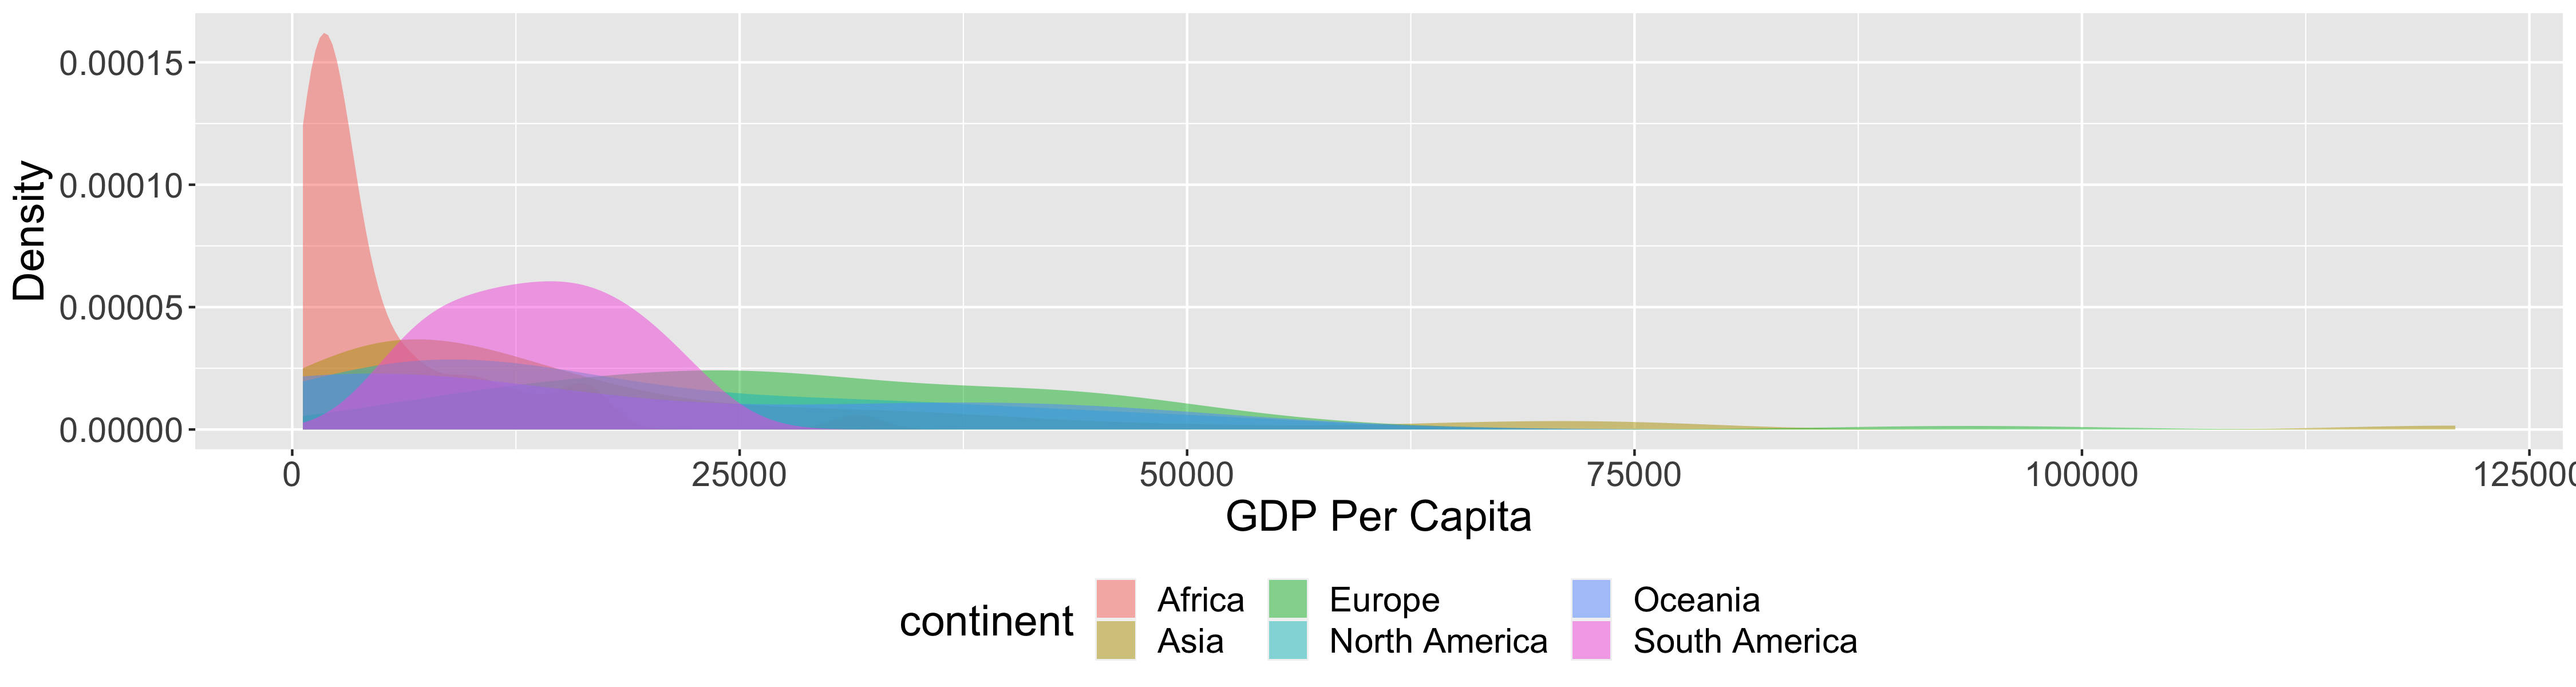 Density
0.00015
0.00010
0.00005
0.00000
0 25000 50000 75000 100000 125000
GDP Per Capita
continent
Africa Europe Oceania
Asia North America South America